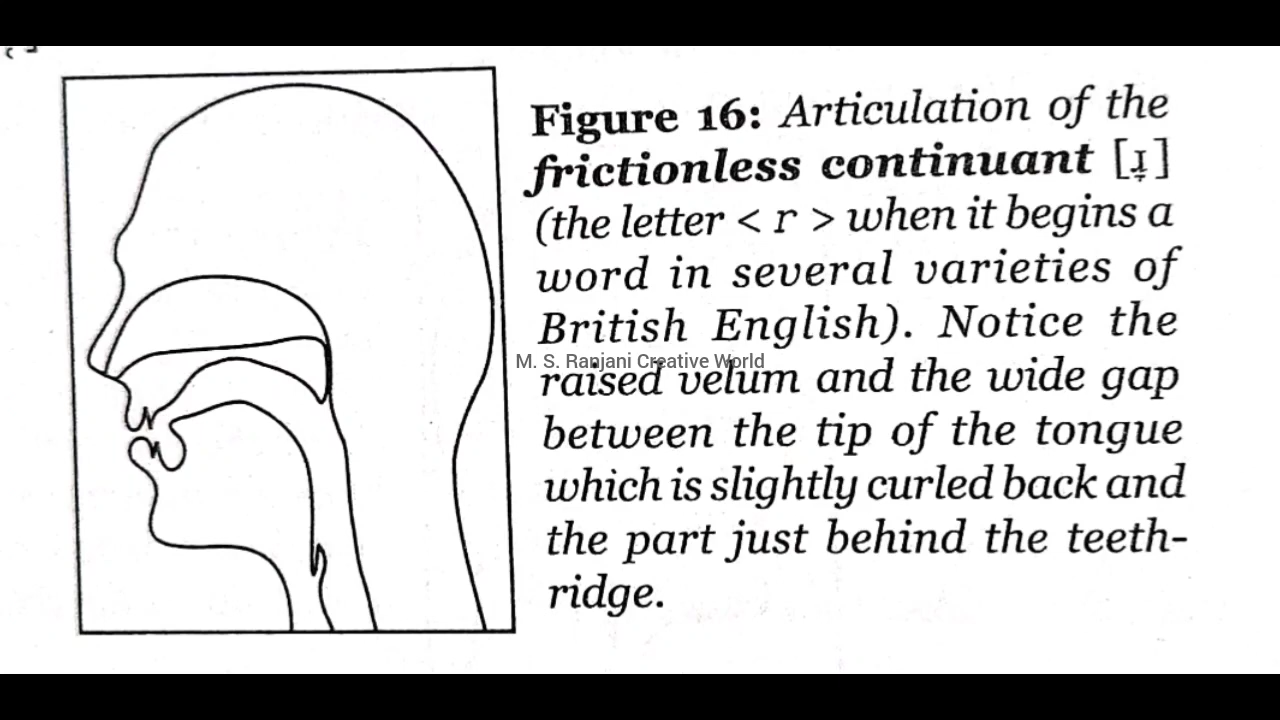 Figure 16: Articulation of the
frictionless continuant [ɹ̞]
(the letter < r > when it begins a
word in several varieties of
British English). Notice the
M. S. Ranjani Creative World
raised velum and the wide gap
between the tip of the tongue
which is slightly curled back and
the part just behind the teeth-
ridge.